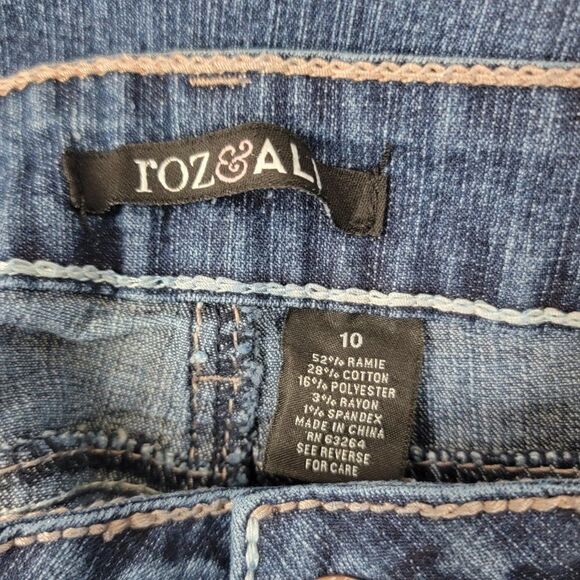 roz&ALI
10
52% RAMIE
28% COTTON
16% POLYESTER
3% RAYON
1% SPANDEX
MADE IN CHINA
RN 63264
SEE REVERSE
FOR CARE